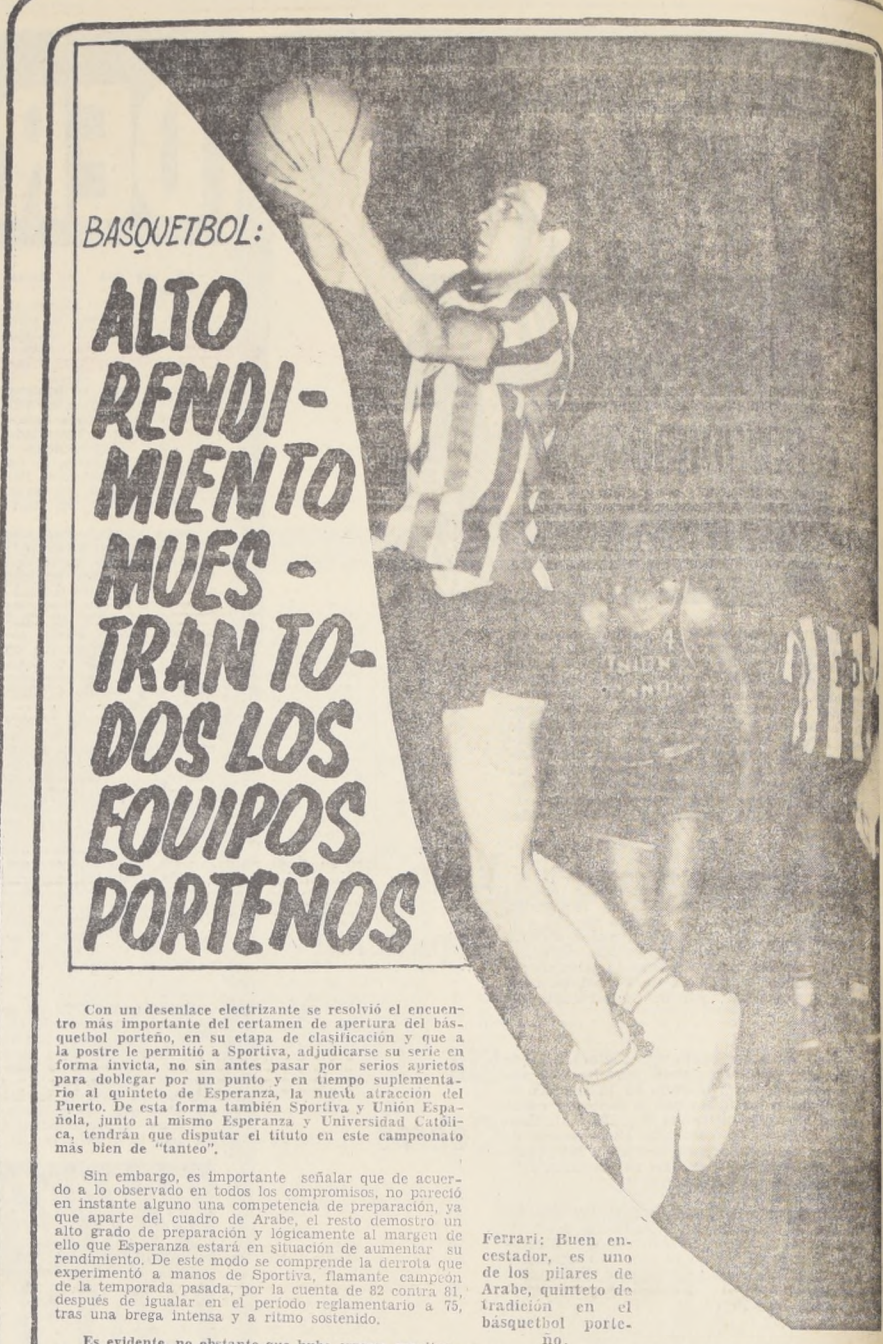 BASQUETBOL:
ALTO
RENDI-
MIENTO
MUES-
TRAN TO-
DOS LOS
EQUIPOS
PORTEÑOS
Con un desenlace electrizante se resolvió el encuen-
tro más importante del certamen de apertura del bás-
quetbol porteño, en su etapa de clasificación y que a
la postre le permitió a Sportiva, adjudicarse su serie en
forma invicta, no sin antes pasar por serios aprietos
para doblegar por un punto y en tiempo suplementa-
rio al quinteto de Esperanza, la nueva atracción del
Puerto. De esta forma también Sportiva y Unión Espa-
ñola, junto al mismo Esperanza y Universidad Católi-
ca, tendrán que disputar el tituto en este campeonato
más bien de "tanteo".
Sin embargo, es importante señalar que de acuer-
do a lo observado en todos los compromisos, no pareció
en instante alguno una competencia de preparación, ya
que aparte del cuadro de Arabe, el resto demostró un
alto grado de preparación y lógicamente al margen de
ello que Esperanza estará en situación de aumentar su
rendimiento. De este modo se comprende la derrota que
experimentó a manos de Sportiva, flamante campeón
de la temporada pasada, por la cuenta de 82 contra 81,
después de igualar en el período reglamentario a 75,
tras una brega intensa y a ritmo sostenido.
Es evidente, no obstante que
Ferrari: Buen en-
cestador, es uno
de los pilares de
Arabe, quinteto de
tradición en el
básquetbol porte-
ño.
4